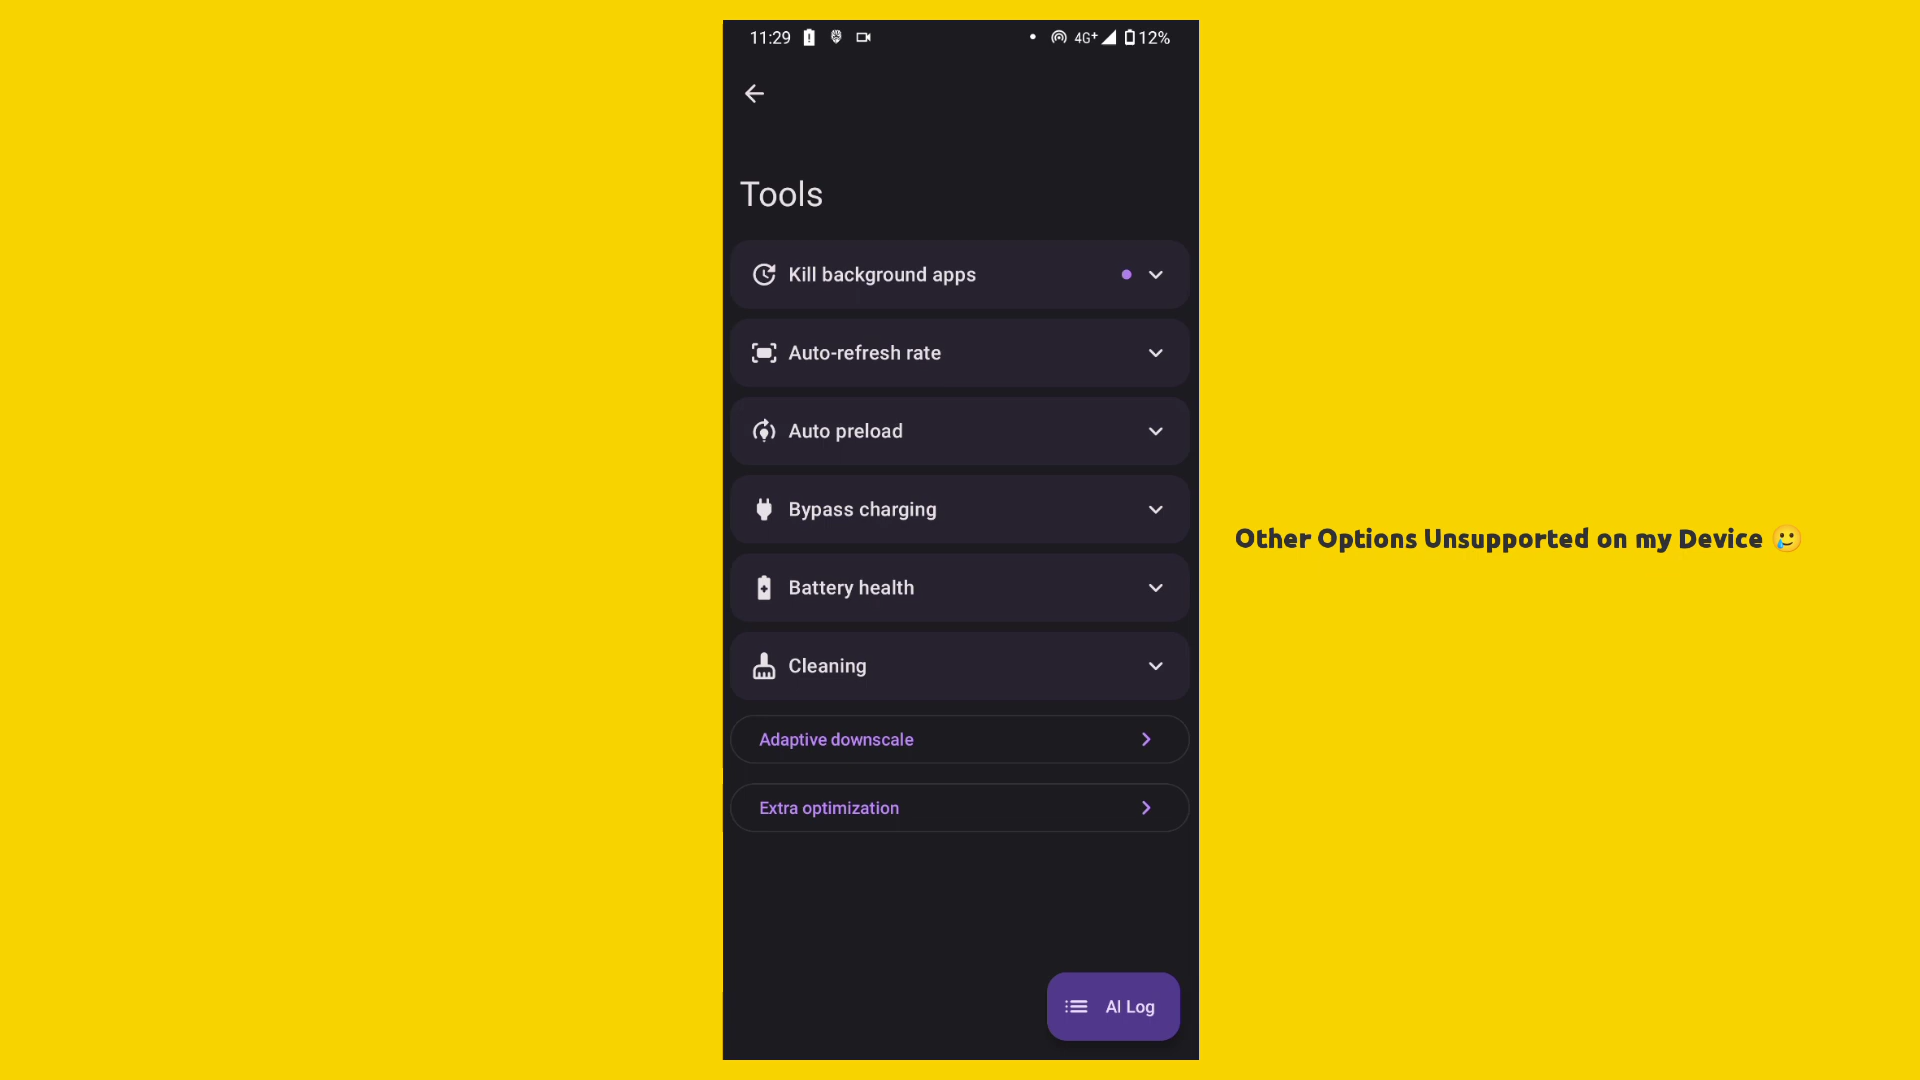 11:29 4G+ 12%
Tools
Kill background apps
Auto-refresh rate
Auto preload
Bypass charging
Other Options Unsupported on my Device 🥲
Battery health
Cleaning
Adaptive downscale
Extra optimization
AI Log